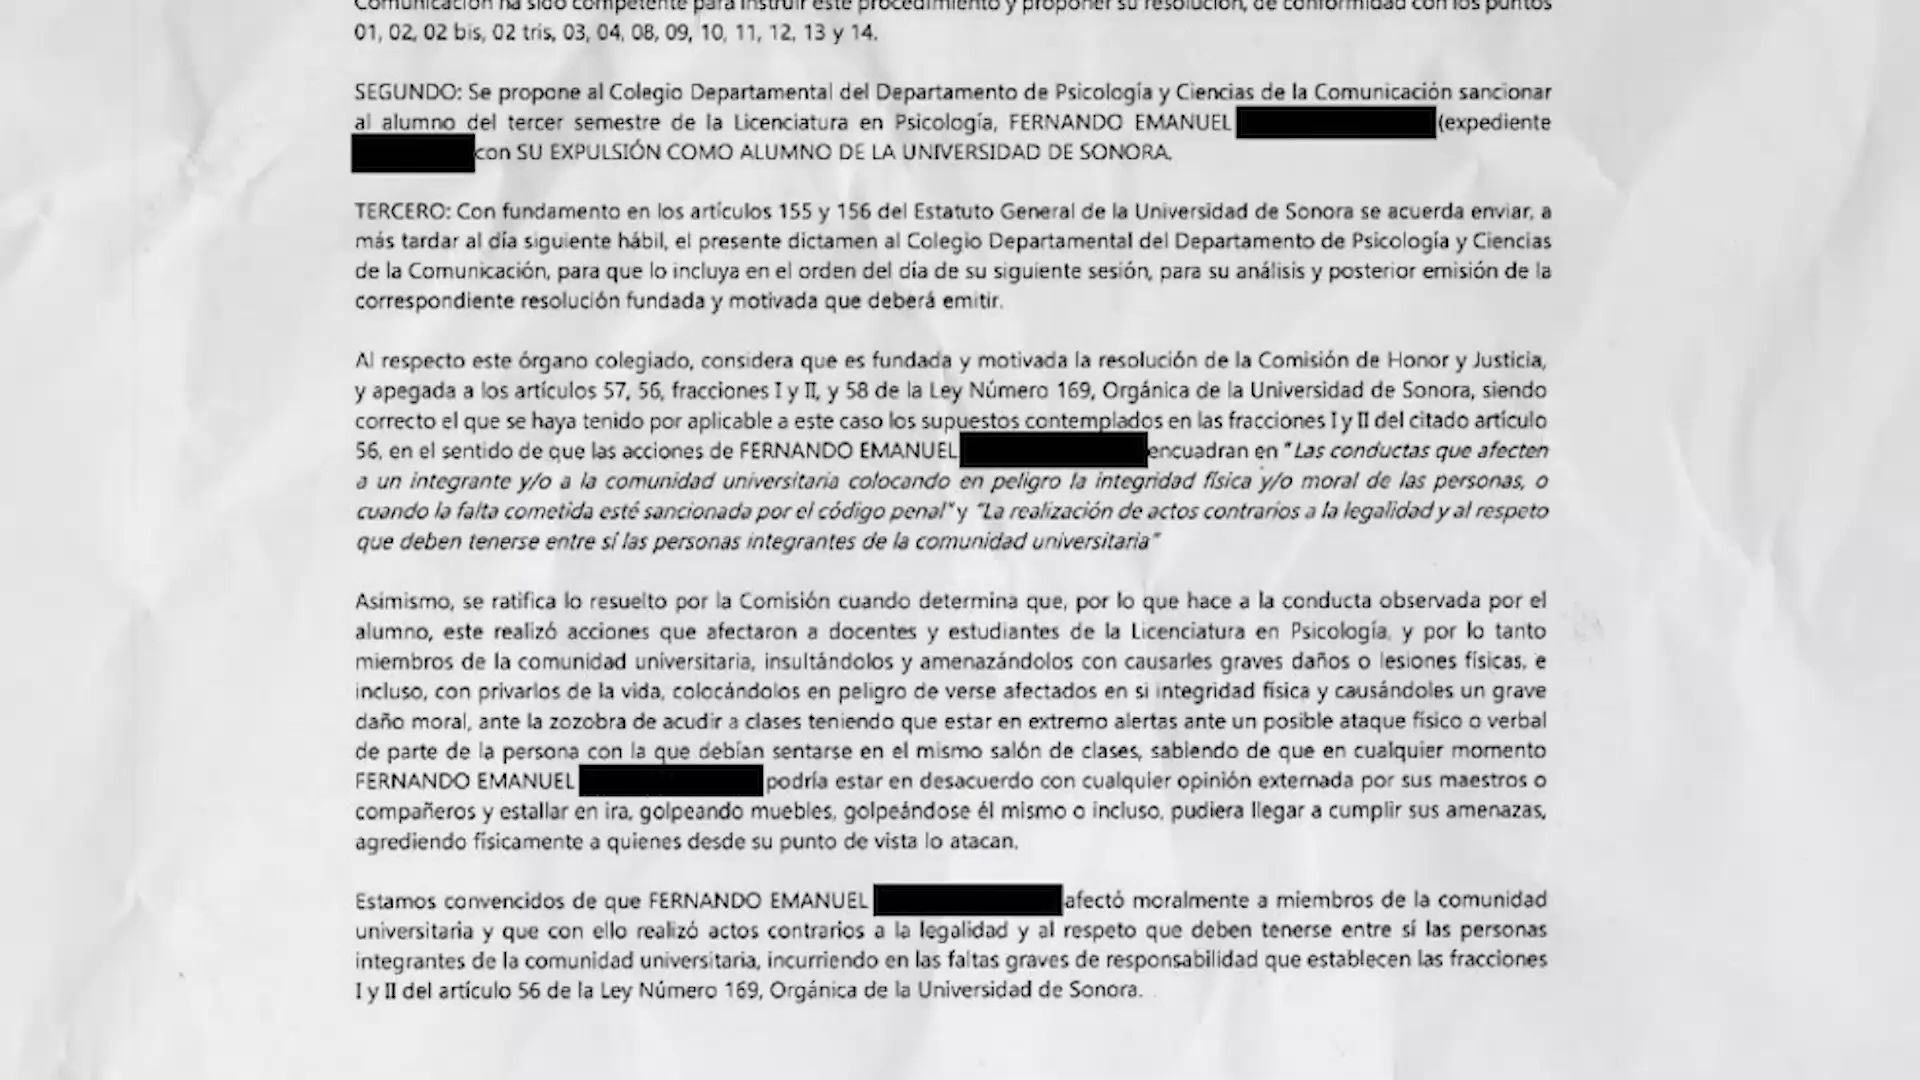 Comunicación ha sido competente para instruir este procedimiento y proponer su resolución, de conformidad con los puntos
01, 02, 02 bis, 02 tris, 03, 04, 08, 09, 10, 11, 12, 13 y 14.
SEGUNDO: Se propone al Colegio Departamental del Departamento de Psicología y Ciencias de la Comunicación sancionar
al alumno del tercer semestre de la Licenciatura en Psicología, FERNANDO EMANUEL (expediente
con SU EXPULSIÓN COMO ALUMNO DE LA UNIVERSIDAD DE SONORA.
TERCERO: Con fundamento en los artículos 155 y 156 del Estatuto General de la Universidad de Sonora se acuerda enviar, a
más tardar al día siguiente hábil, el presente dictamen al Colegio Departamental del Departamento de Psicología y Ciencias
de la Comunicación, para que lo incluya en el orden del día de su siguiente sesión, para su análisis y posterior emisión de la
correspondiente resolución fundada y motivada que deberá emitir.
Al respecto este órgano colegiado, considera que es fundada y motivada la resolución de la Comisión de Honor y Justicia,
y apegada a los artículos 57, 56, fracciones I y II, y 58 de la Ley Número 169, Orgánica de la Universidad de Sonora, siendo
correcto el que se haya tenido por aplicable a este caso los supuestos contemplados en las fracciones I y II del citado artículo
56, en el sentido de que las acciones de FERNANDO EMANUEL encuadran en "Las conductas que afecten
a un integrante y/o a la comunidad universitaria colocando en peligro la integridad física y/o moral de las personas, o
cuando la falta cometida esté sancionada por el código penal" y "La realización de actos contrarios a la legalidad y al respeto
que deben tenerse entre sí las personas integrantes de la comunidad universitaria"
Asimismo, se ratifica lo resuelto por la Comisión cuando determina que, por lo que hace a la conducta observada por el
alumno, este realizó acciones que afectaron a docentes y estudiantes de la Licenciatura en Psicología, y por lo tanto
miembros de la comunidad universitaria, insultándolos y amenazándolos con causarles graves daños o lesiones físicas, e
incluso, con privarlos de la vida, colocándolos en peligro de verse afectados en si integridad física y causándoles un grave
daño moral, ante la zozobra de acudir a clases teniendo que estar en extremo alertas ante un posible ataque físico o verbal
de parte de la persona con la que debían sentarse en el mismo salón de clases, sabiendo de que en cualquier momento
FERNANDO EMANUEL podría estar en desacuerdo con cualquier opinión externada por sus maestros o
compañeros y estallar en ira, golpeando muebles, golpeándose él mismo o incluso, pudiera llegar a cumplir sus amenazas,
agrediendo físicamente a quienes desde su punto de vista lo atacan.
Estamos convencidos de que FERNANDO EMANUEL afectó moralmente a miembros de la comunidad
universitaria y que con ello realizó actos contrarios a la legalidad y al respeto que deben tenerse entre sí las personas
integrantes de la comunidad universitaria, incurriendo en las faltas graves de responsabilidad que establecen las fracciones
I y II del artículo 56 de la Ley Número 169, Orgánica de la Universidad de Sonora.